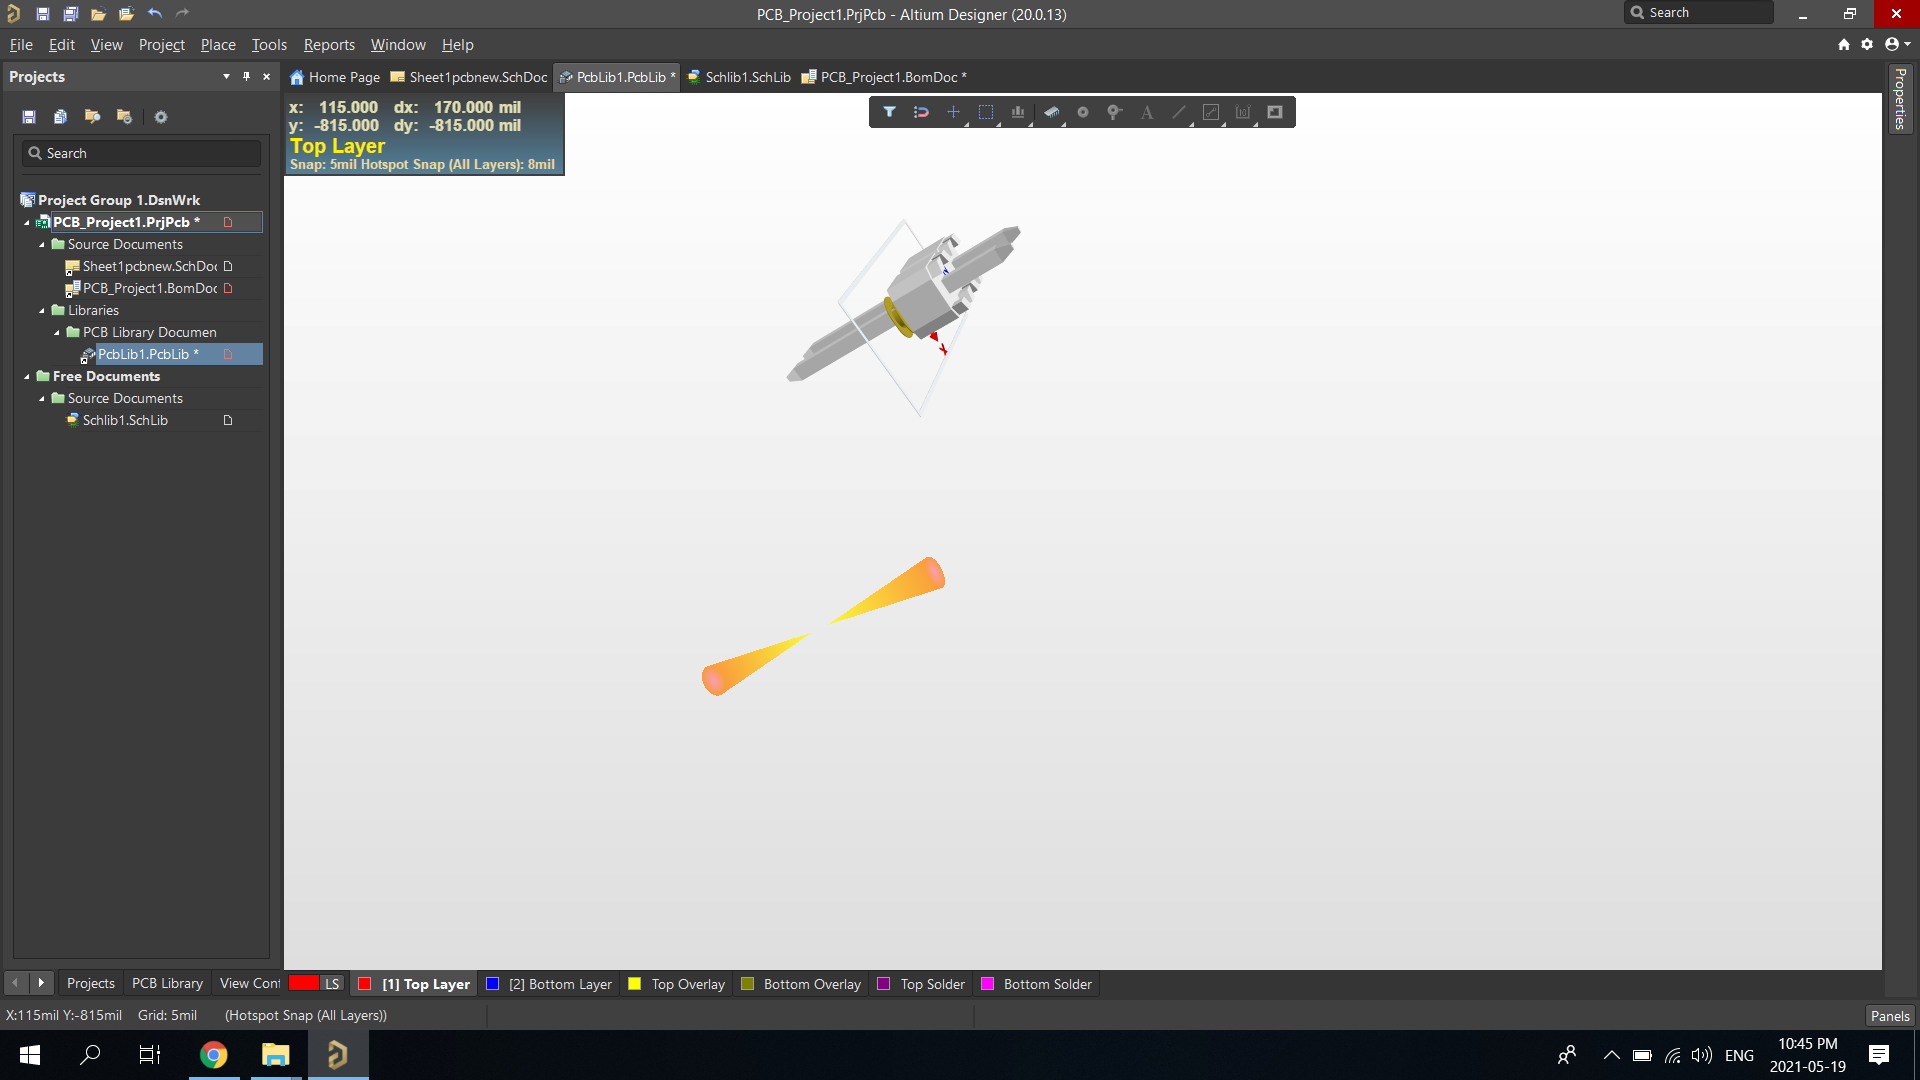 PCB_Project1.PrjPcb - Altium Designer (20.0.13)
Search
File Edit View Project Place Tools Reports Window Help
Projects
Home Page Sheet1pcbnew.SchDoc PcbLib1.PcbLib * Schlib1.SchLib PCB_Project1.BomDoc *
Properties
x: 115.000 dx: 170.000 mil
y: -815.000 dy: -815.000 mil
Top Layer
Snap: 5mil Hotspot Snap (All Layers): 8mil
Search
Project Group 1.DsnWrk
PCB_Project1.PrjPcb *
Source Documents
Sheet1pcbnew.SchDoc
PCB_Project1.BomDoc
Libraries
PCB Library Documen
PcbLib1.PcbLib *
Free Documents
Source Documents
Schlib1.SchLib
Projects PCB Library View Conf LS [1] Top Layer [2] Bottom Layer Top Overlay Bottom Overlay Top Solder Bottom Solder
X:115mil Y:-815mil Grid: 5mil (Hotspot Snap (All Layers))
Panels
ENG
10:45 PM
2021-05-19